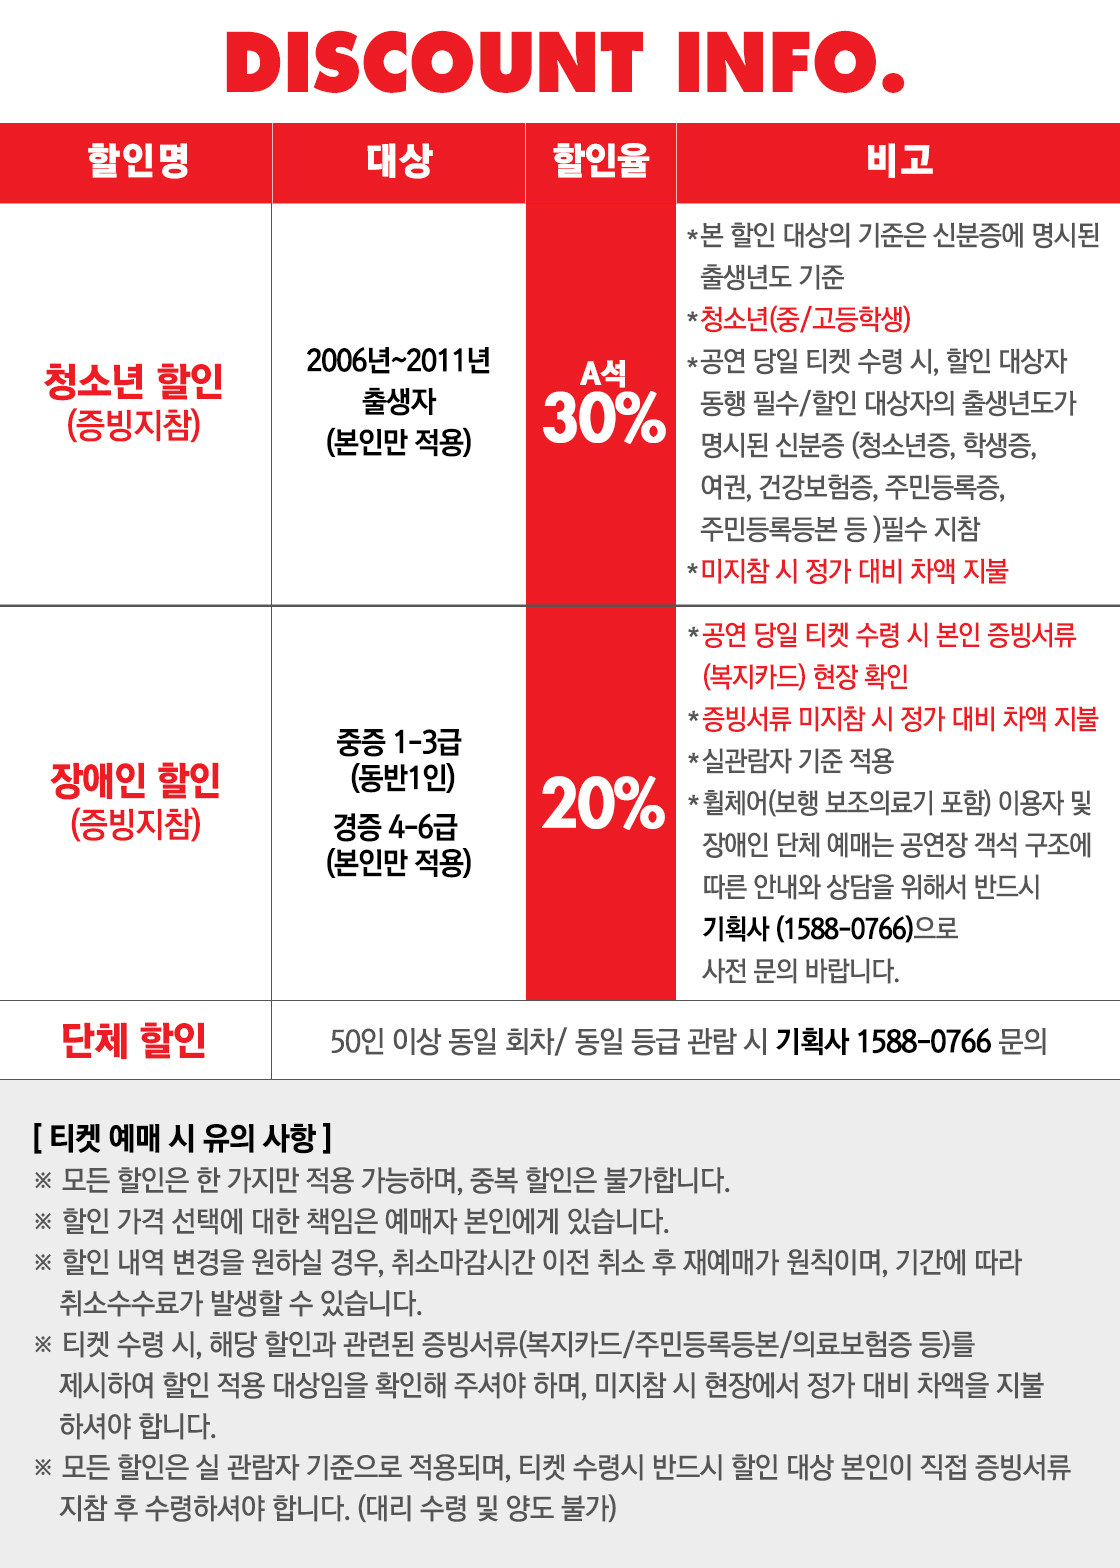 DISCOUNT INFO.
할인명 대상 할인율 비고
청소년 할인
(증빙지참)
2006년~2011년
출생자
(본인만 적용)
A석
30%
*본 할인 대상의 기준은 신분증에 명시된
출생년도 기준
*청소년(중/고등학생)
*공연 당일 티켓 수령 시, 할인 대상자
동행 필수/할인 대상자의 출생년도가
명시된 신분증 (청소년증, 학생증,
여권, 건강보험증, 주민등록증,
주민등록등본 등 )필수 지참
*미지참 시 정가 대비 차액 지불
장애인 할인
(증빙지참)
중증 1-3급
(동반1인)
경증 4-6급
(본인만 적용)
20%
*공연 당일 티켓 수령 시 본인 증빙서류
(복지카드) 현장 확인
*증빙서류 미지참 시 정가 대비 차액 지불
*실관람자 기준 적용
*휠체어(보행 보조의료기 포함) 이용자 및
장애인 단체 예매는 공연장 객석 구조에
따른 안내와 상담을 위해서 반드시
기획사 (1588-0766)으로
사전 문의 바랍니다.
단체 할인
50인 이상 동일 회차/ 동일 등급 관람 시 기획사 1588-0766 문의
[ 티켓 예매 시 유의 사항 ]
※ 모든 할인은 한 가지만 적용 가능하며, 중복 할인은 불가합니다.
※ 할인 가격 선택에 대한 책임은 예매자 본인에게 있습니다.
※ 할인 내역 변경을 원하실 경우, 취소마감시간 이전 취소 후 재예매가 원칙이며, 기간에 따라
취소수수료가 발생할 수 있습니다.
※ 티켓 수령 시, 해당 할인과 관련된 증빙서류(복지카드/주민등록등본/의료보험증 등)를
제시하여 할인 적용 대상임을 확인해 주셔야 하며, 미지참 시 현장에서 정가 대비 차액을 지불
하셔야 합니다.
※ 모든 할인은 실 관람자 기준으로 적용되며, 티켓 수령시 반드시 할인 대상 본인이 직접 증빙서류
지참 후 수령하셔야 합니다. (대리 수령 및 양도 불가)